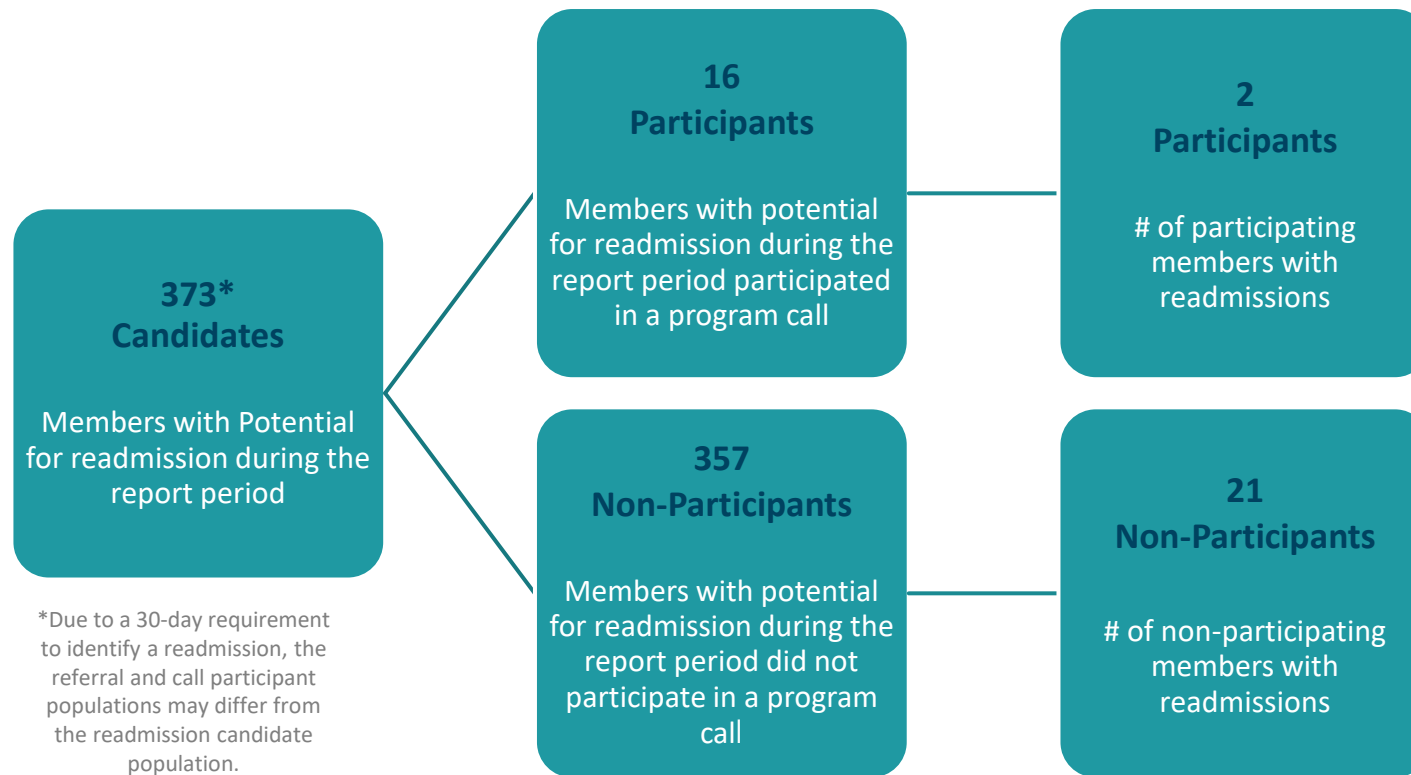 373*
Candidates
Members with Potential
for readmission during the
report period
*Due to a 30-day requirement
to identify a readmission, the
referral and call participant
populations may differ from
the readmission candidate
population.
16
Participants
Members with potential
for readmission during the
report period participated
in a program call
2
Participants
# of participating
members with
readmissions
357
Non-Participants
Members with potential
for readmission during the
report period did not
participate in a program
call
21
Non-Participants
# of non-participating
members with
readmissions